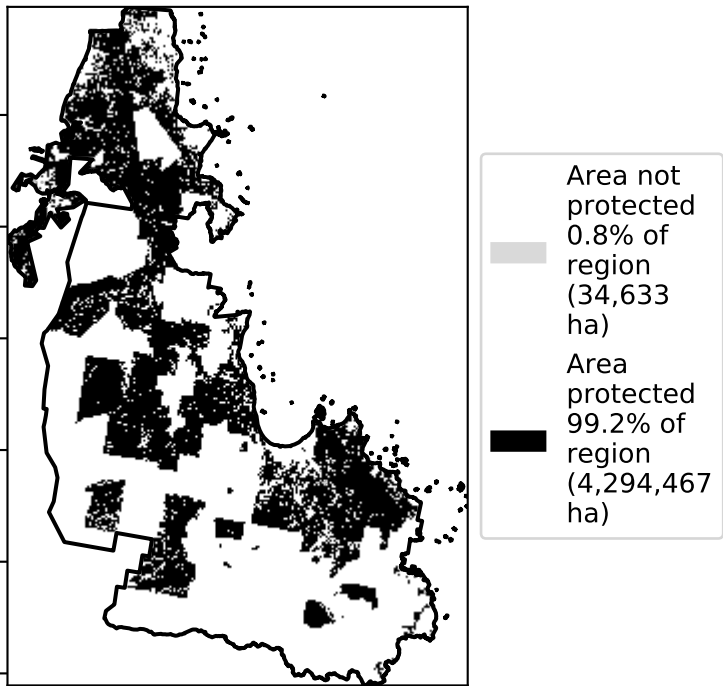 Area not
protected
0.8% of
region
(34,633
ha)
Area
protected
99.2% of
region
(4,294,467
ha)